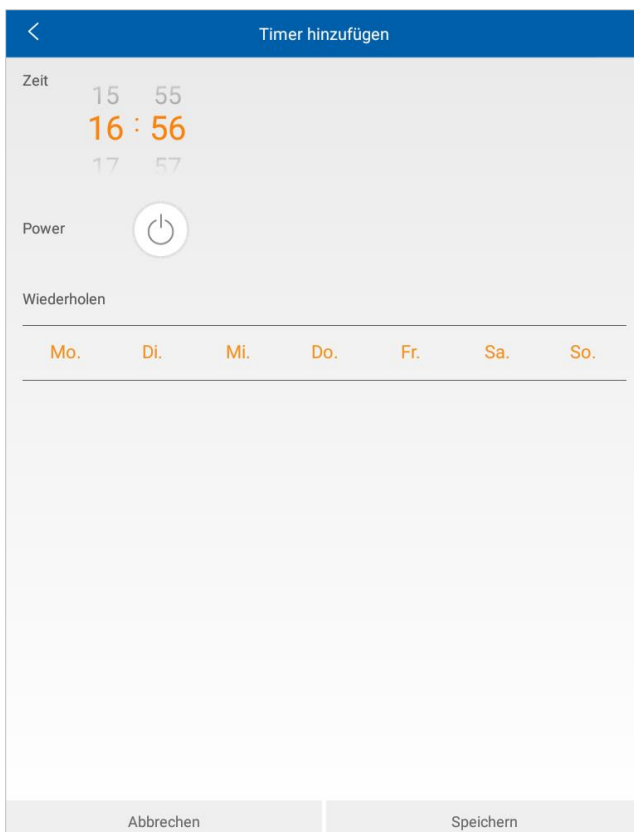 Timer hinzufügen
Zeit
15 55
16 : 56
17 57
Power
Wiederholen
Mo. Di. Mi. Do. Fr. Sa. So.
Abbrechen Speichern